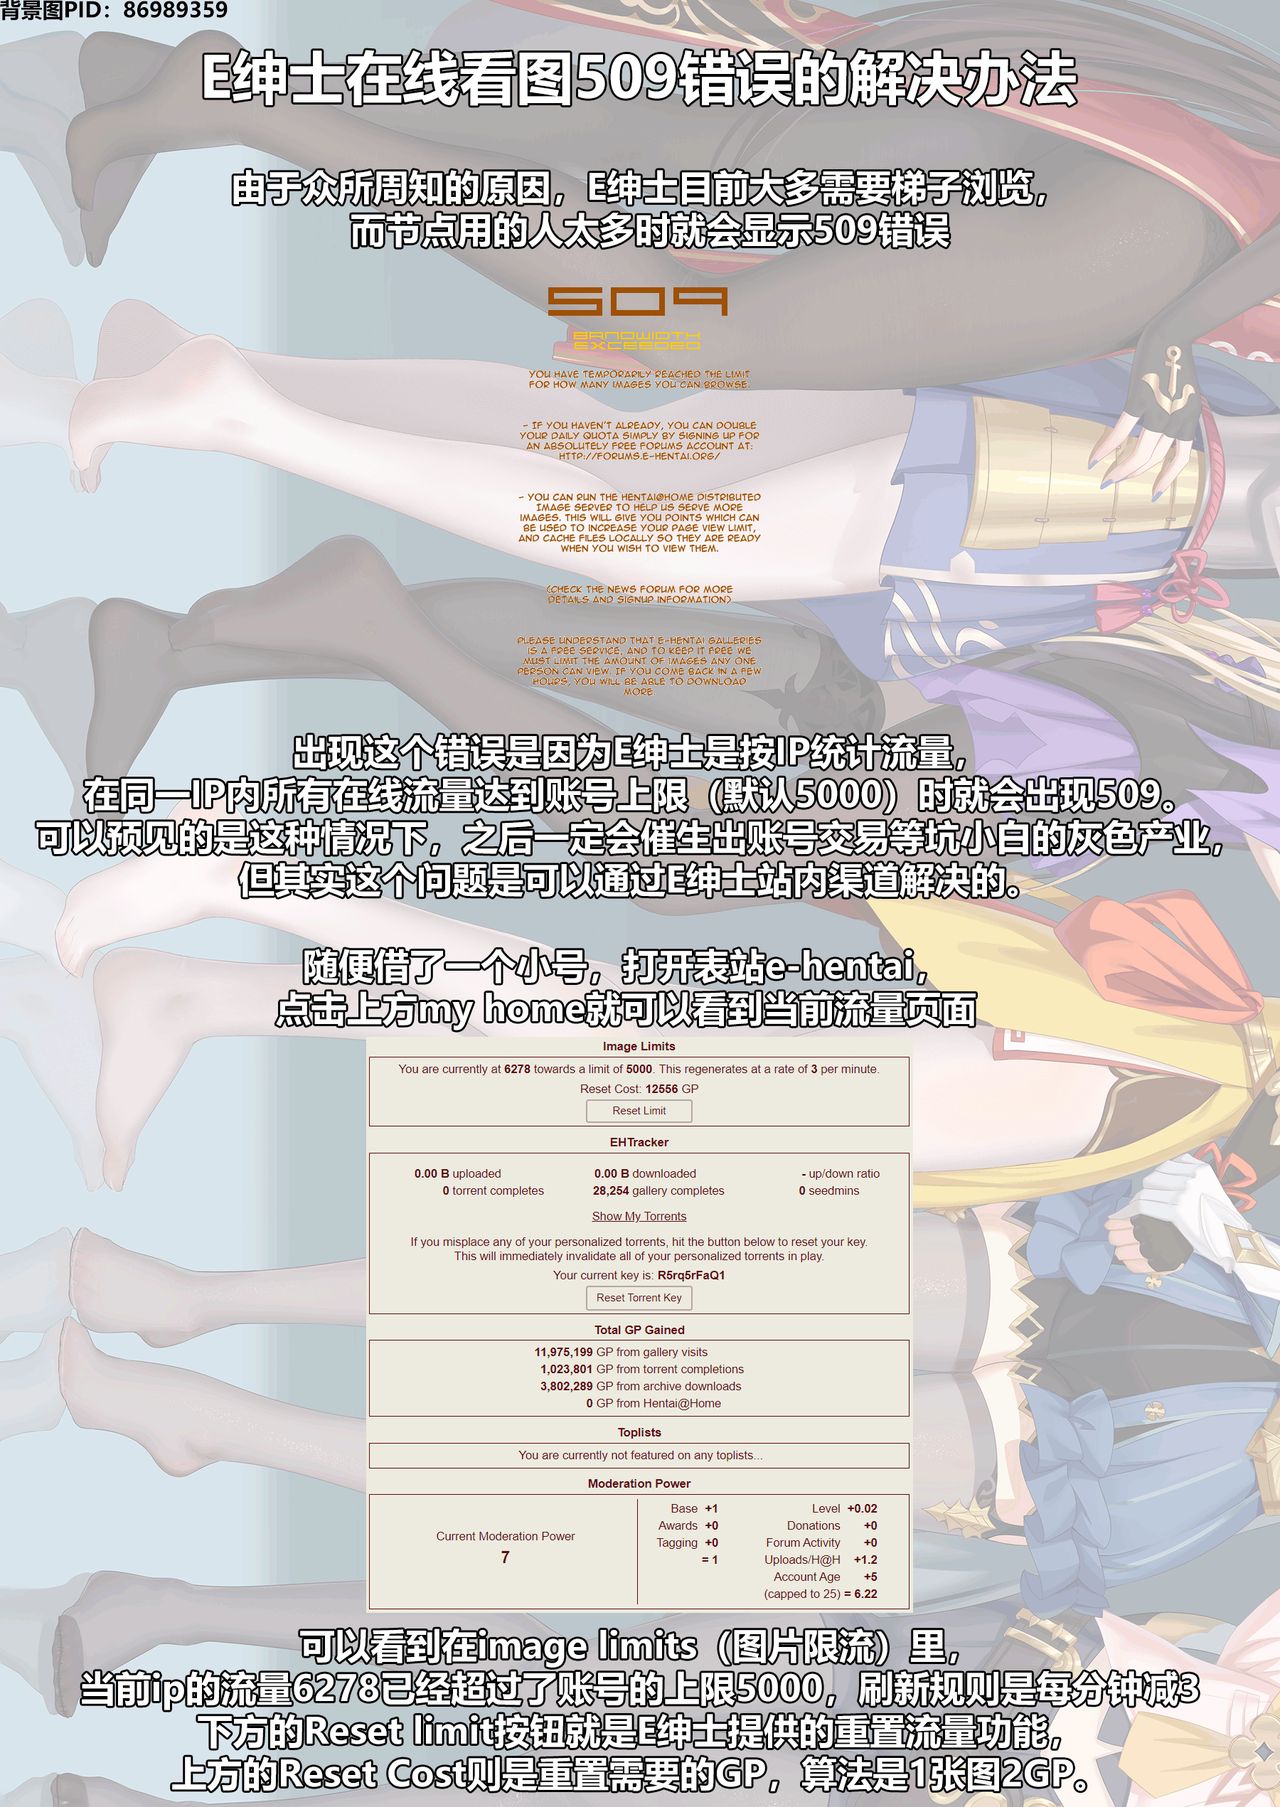 背景图PID：86989359
E绅士在线看图509错误的解决办法
由于众所周知的原因，E绅士目前大多需要梯子浏览，
而节点用的人太多时就会显示509错误
509
BANDWIDTH
EXCEEDED
YOU HAVE TEMPORARILY REACHED THE LIMIT
FOR HOW MANY IMAGES YOU CAN BROWSE.
- IF YOU HAVEN'T ALREADY, YOU CAN DOUBLE
YOUR DAILY QUOTA SIMPLY BY SIGNING UP FOR
AN ABSOLUTELY FREE FORUMS ACCOUNT AT:
HTTP://FORUMS.E-HENTAI.ORG/
- YOU CAN RUN THE HENTAI@HOME DISTRIBUTED
IMAGE SERVER TO HELP US SERVE MORE
IMAGES. THIS WILL GIVE YOU POINTS WHICH CAN
BE USED TO INCREASE YOUR PAGE VIEW LIMIT,
AND CACHE FILES LOCALLY SO THEY ARE READY
WHEN YOU WISH TO VIEW THEM.
(CHECK THE NEWS FORUM FOR MORE
DETAILS AND SIGNUP INFORMATION)
PLEASE UNDERSTAND THAT E-HENTAI GALLERIES
IS A FREE SERVICE, AND TO KEEP IT FREE WE
MUST LIMIT THE AMOUNT OF IMAGES ANY ONE
PERSON CAN VIEW. IF YOU COME BACK IN A FEW
HOURS, YOU WILL BE ABLE TO DOWNLOAD
MORE.
出现这个错误是因为E绅士是按IP统计流量，
在同一IP内所有在线流量达到账号上限（默认5000）时就会出现509。
可以预见的是这种情况下，之后一定会催生出账号交易等坑小白的灰色产业，
但其实这个问题是可以通过E绅士站内渠道解决的。
随便借了一个小号，打开表站e-hentai，
点击上方my home就可以看到当前流量页面
Image Limits
You are currently at 6278 towards a limit of 5000. This regenerates at a rate of 3 per minute.
Reset Cost: 12556 GP
Reset Limit
EHTracker
0.00 B uploaded 0.00 B downloaded - up/down ratio
0 torrent completes 28,254 gallery completes 0 seedmins
Show My Torrents
If you misplace any of your personalized torrents, hit the button below to reset your key.
This will immediately invalidate all of your personalized torrents in play.
Your current key is: R5rq5rFaQ1
Reset Torrent Key
Total GP Gained
11,975,199 GP from gallery visits
1,023,801 GP from torrent completions
3,802,289 GP from archive downloads
0 GP from Hentai@Home
Toplists
You are currently not featured on any toplists...
Moderation Power
Current Moderation Power
7
Base +1
Awards +0
Tagging +0
= 1
Level +0.02
Donations +0
Forum Activity +0
Uploads/H@H +1.2
Account Age +5
(capped to 25) = 6.22
可以看到在image limits（图片限流）里，
当前ip的流量6278已经超过了账号的上限5000，刷新规则是每分钟减3
下方的Reset limit按钮就是E绅士提供的重置流量功能，
上方的Reset Cost则是重置需要的GP，算法是1张图2GP。